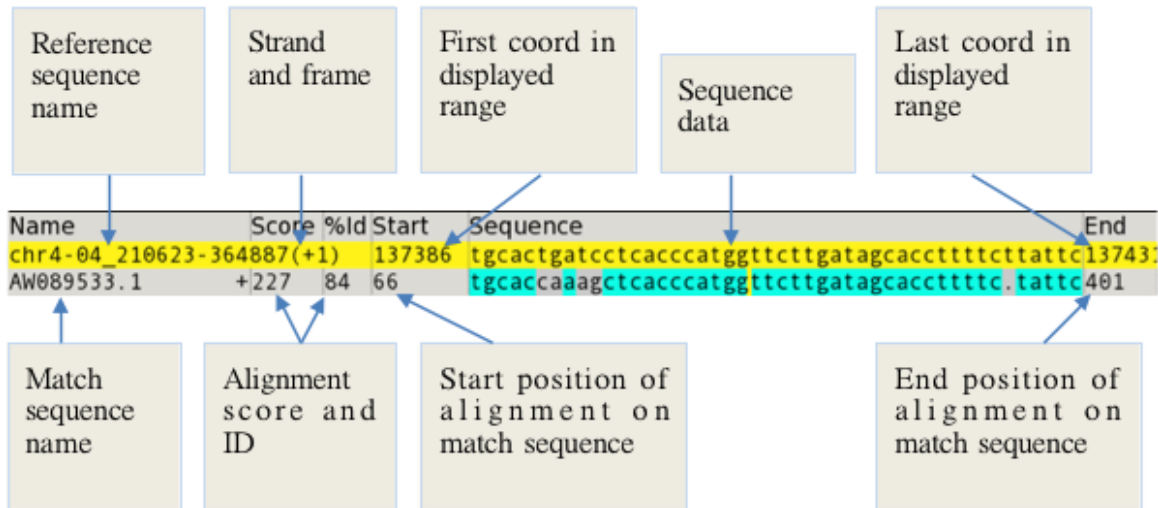 Reference
sequence
name
Strand
and frame
First coord in
displayed
range
Sequence
data
Last coord in
displayed
range
Name Score %Id Start Sequence End
chr4-04_210623-364887(+1) 137386 tgcactgatcctcacccatggttcttgatagcaccttttcttattc 137431
AW089533.1 + 227 84 66 tgcaccaaagctcacccatggttcttgatagcaccttttc.tattc 401
Match
sequence
name
Alignment
score and
ID
Start position of
alignment on
match sequence
End position of
alignment on
match sequence